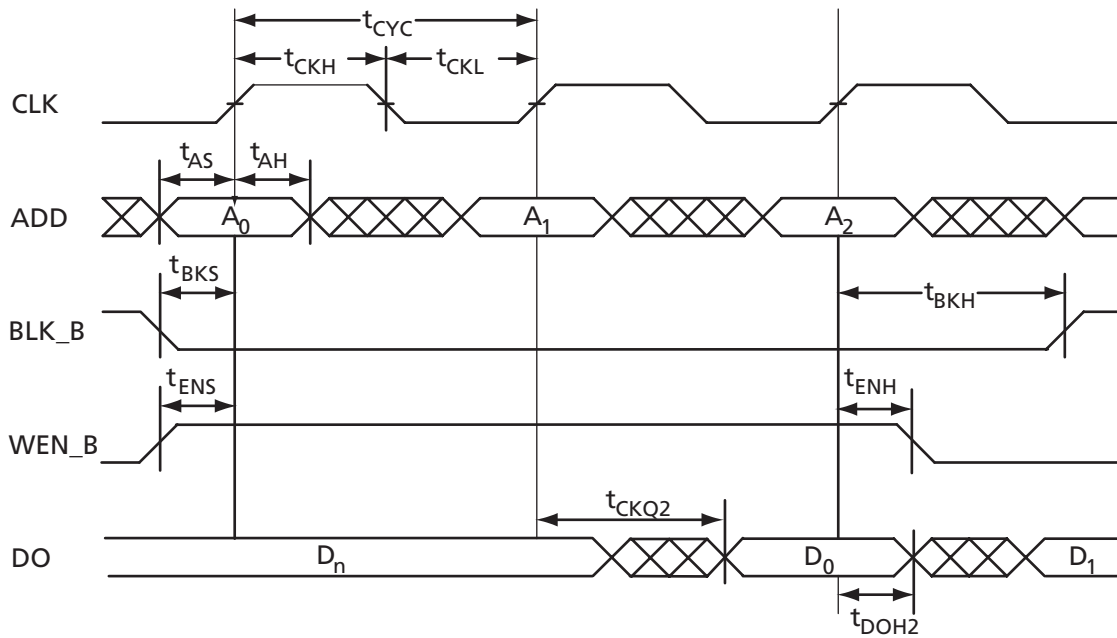 tCYC
tCKH tCKL
CLK
tAS tAH
ADD A0 A1 A2
tBKS tBKH
BLK_B
tENS tENH
WEN_B
tCKQ2
DO Dn D0 D1
tDOH2